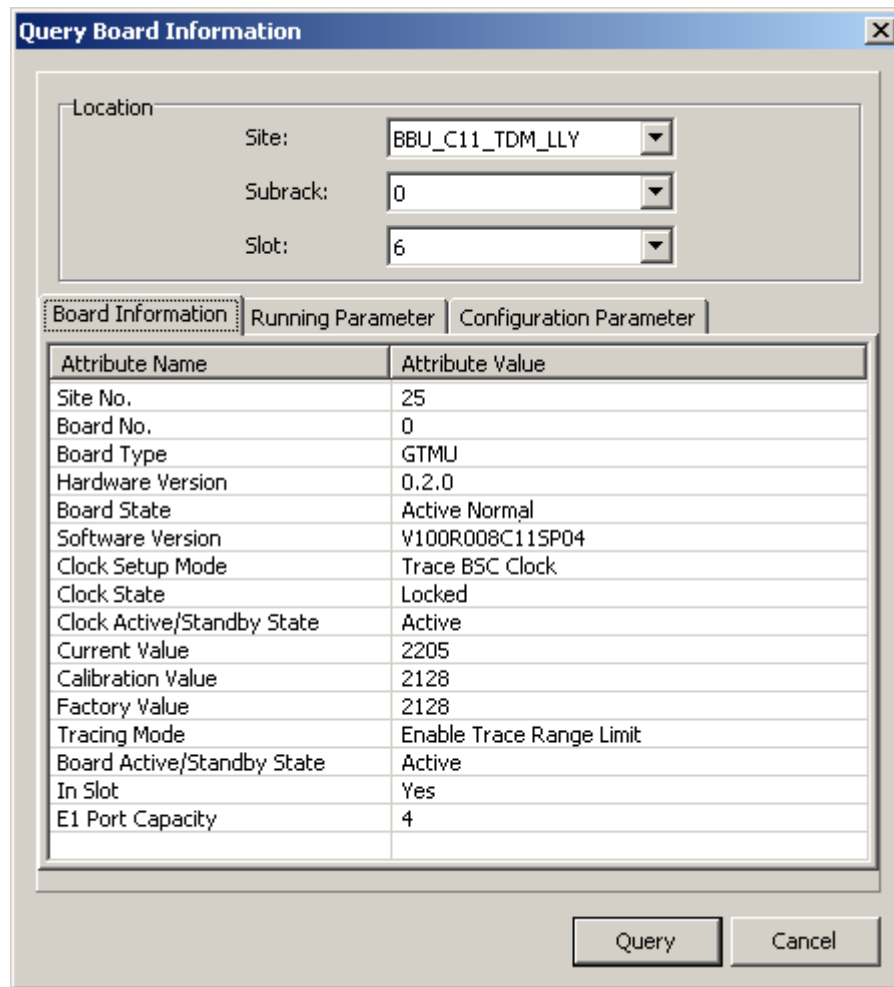 Query Board Information
Location
Site: BBU_C11_TDM_LLY
Subrack: 0
Slot: 6
Board Information Running Parameter Configuration Parameter
Attribute Name Attribute Value
Site No. 25
Board No. 0
Board Type GTMU
Hardware Version 0.2.0
Board State Active Normal
Software Version V100R008C11SP04
Clock Setup Mode Trace BSC Clock
Clock State Locked
Clock Active/Standby State Active
Current Value 2205
Calibration Value 2128
Factory Value 2128
Tracing Mode Enable Trace Range Limit
Board Active/Standby State Active
In Slot Yes
E1 Port Capacity 4
Query Cancel